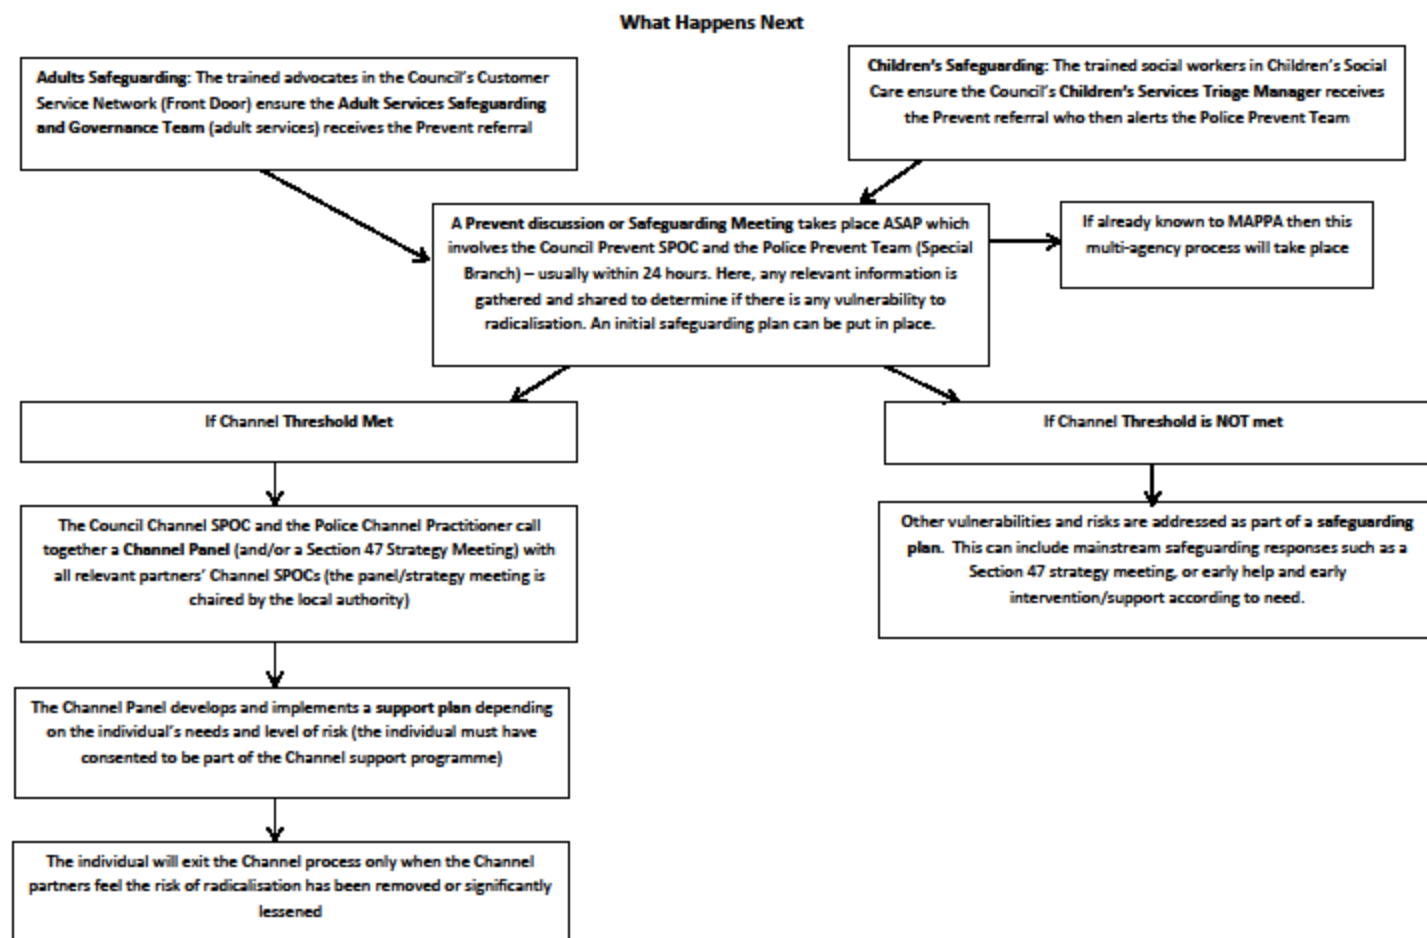 What Happens Next
Adults Safeguarding: The trained advocates in the Council's Customer
Service Network (Front Door) ensure the Adult Services Safeguarding
and Governance Team (adult services) receives the Prevent referral
Children's Safeguarding: The trained social workers in Children's Social
Care ensure the Council's Children's Services Triage Manager receives
the Prevent referral who then alerts the Police Prevent Team
A Prevent discussion or Safeguarding Meeting takes place ASAP which
involves the Council Prevent SPOC and the Police Prevent Team (Special
Branch) – usually within 24 hours. Here, any relevant information is
gathered and shared to determine if there is any vulnerability to
radicalisation. An initial safeguarding plan can be put in place.
If already known to MAPPA then this
multi-agency process will take place
If Channel Threshold Met
If Channel Threshold is NOT met
The Council Channel SPOC and the Police Channel Practitioner call
together a Channel Panel (and/or a Section 47 Strategy Meeting) with
all relevant partners' Channel SPOCs (the panel/strategy meeting is
chaired by the local authority)
Other vulnerabilities and risks are addressed as part of a safeguarding
plan. This can include mainstream safeguarding responses such as a
Section 47 strategy meeting, or early help and early
intervention/support according to need.
The Channel Panel develops and implements a support plan depending
on the individual's needs and level of risk (the individual must have
consented to be part of the Channel support programme)
The individual will exit the Channel process only when the Channel
partners feel the risk of radicalisation has been removed or significantly
lessened